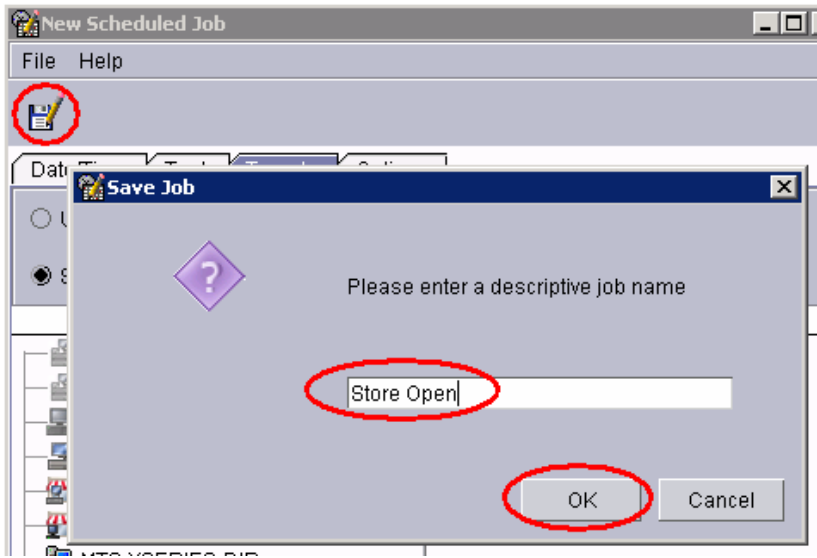 New Scheduled Job
File Help
Save Job
Please enter a descriptive job name
Store Open
OK Cancel